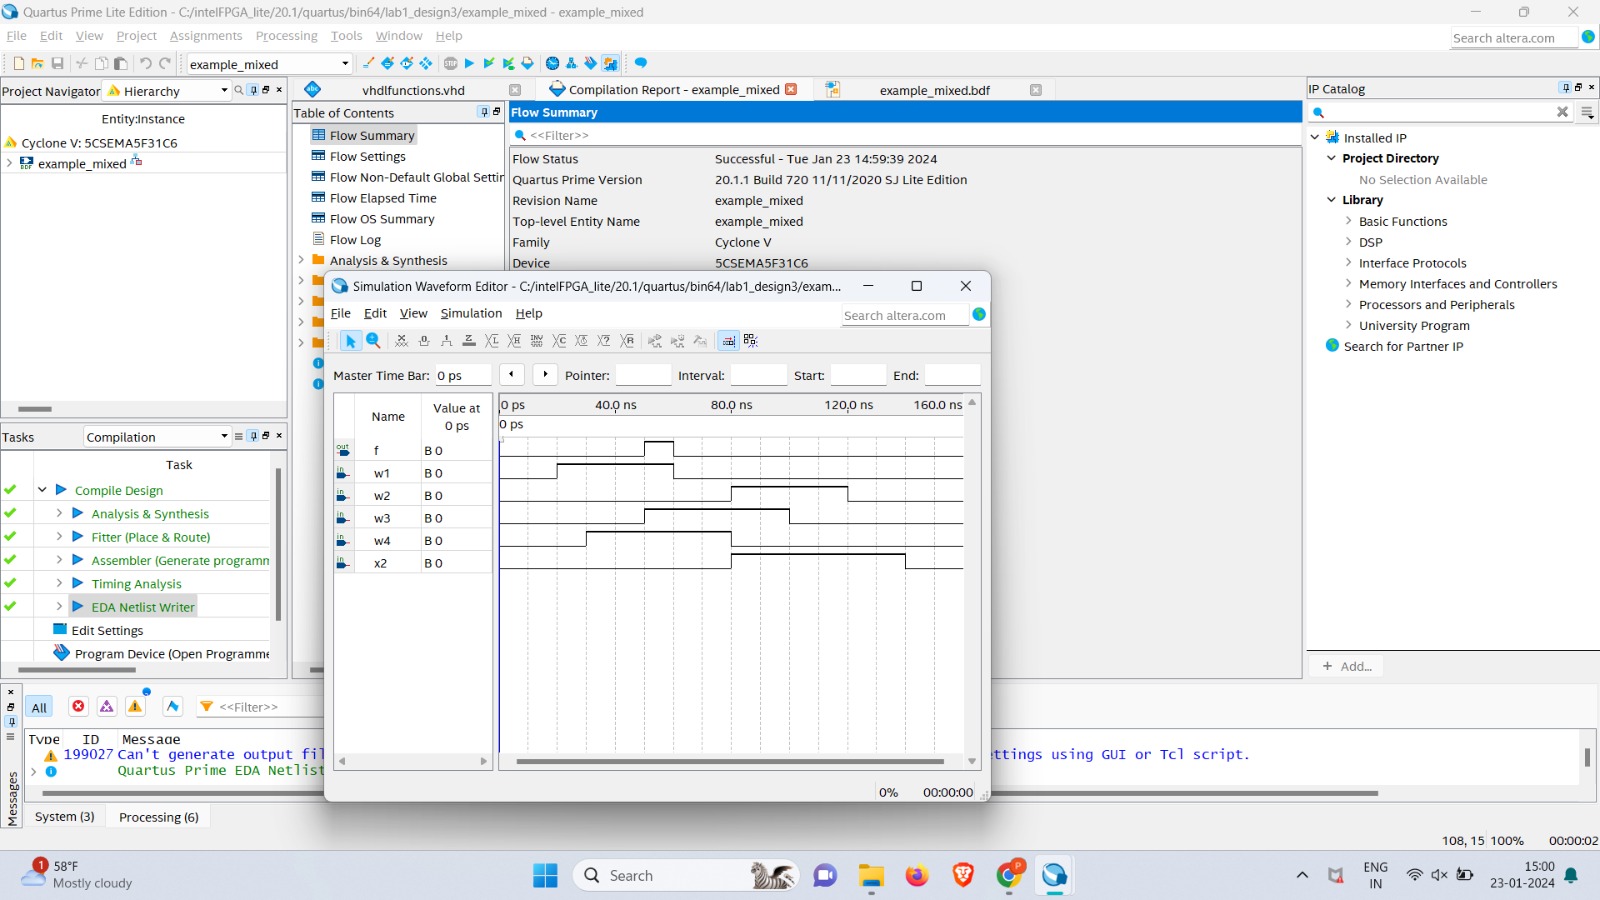 Quartus Prime Lite Edition - C:/intelFPGA_lite/20.1/quartus/bin64/lab1_design3/example_mixed - example_mixed
File Edit View Project Assignments Processing Tools Window Help
Search altera.com
example_mixed
Project Navigator Hierarchy
Entity:Instance
Cyclone V: 5CSEMA5F31C6
example_mixed
vhdlfunctions.vhd
Compilation Report - example_mixed
example_mixed.bdf
Table of Contents
Flow Summary
Flow Settings
Flow Non-Default Global Settin
Flow Elapsed Time
Flow OS Summary
Flow Log
Analysis & Synthesis
Flow Summary
<<Filter>>
Flow Status Successful - Tue Jan 23 14:59:39 2024
Quartus Prime Version 20.1.1 Build 720 11/11/2020 SJ Lite Edition
Revision Name example_mixed
Top-level Entity Name example_mixed
Family Cyclone V
Device 5CSEMA5F31C6
IP Catalog
Installed IP
Project Directory
No Selection Available
Library
Basic Functions
DSP
Interface Protocols
Memory Interfaces and Controllers
Processors and Peripherals
University Program
Search for Partner IP
+ Add...
Simulation Waveform Editor - C:/intelFPGA_lite/20.1/quartus/bin64/lab1_design3/exam...
File Edit View Simulation Help
Search altera.com
Master Time Bar: 0 ps Pointer: Interval: Start: End:
Name Value at 0 ps
0 ps 40.0 ns 80.0 ns 120.0 ns 160.0 ns
0 ps
out f B 0
in w1 B 0
in w2 B 0
in w3 B 0
in w4 B 0
in x2 B 0
0% 00:00:00
Tasks Compilation
Task
Compile Design
Analysis & Synthesis
Fitter (Place & Route)
Assembler (Generate programm
Timing Analysis
EDA Netlist Writer
Edit Settings
Program Device (Open Programme
All <<Filter>>
Type ID Message
199027 Can't generate output fil ttings using GUI or Tcl script.
Quartus Prime EDA Netlist
Messages
System (3) Processing (6)
108, 15 100% 00:00:02
1
58°F
Mostly cloudy
Search
P
ENG
IN
15:00
23-01-2024